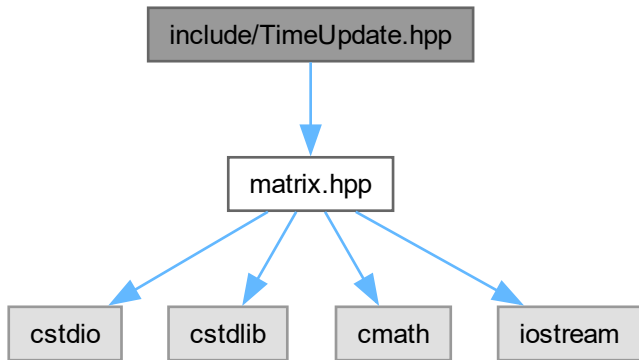 include/TimeUpdate.hpp
matrix.hpp
cstdio
cstdlib
cmath
iostream